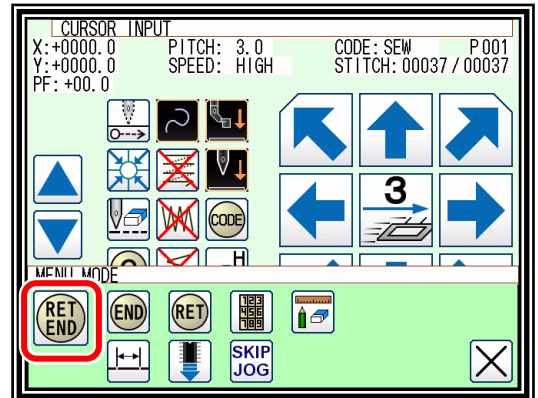 CURSOR INPUT
X:+0000.0 PITCH: 3.0 CODE:SEW P001
Y:+0000.0 SPEED: HIGH STITCH:00037/00037
PF:+00.0
CODE
3
MENU MODE
RET END
END
RET
123
456
789
SKIP JOG